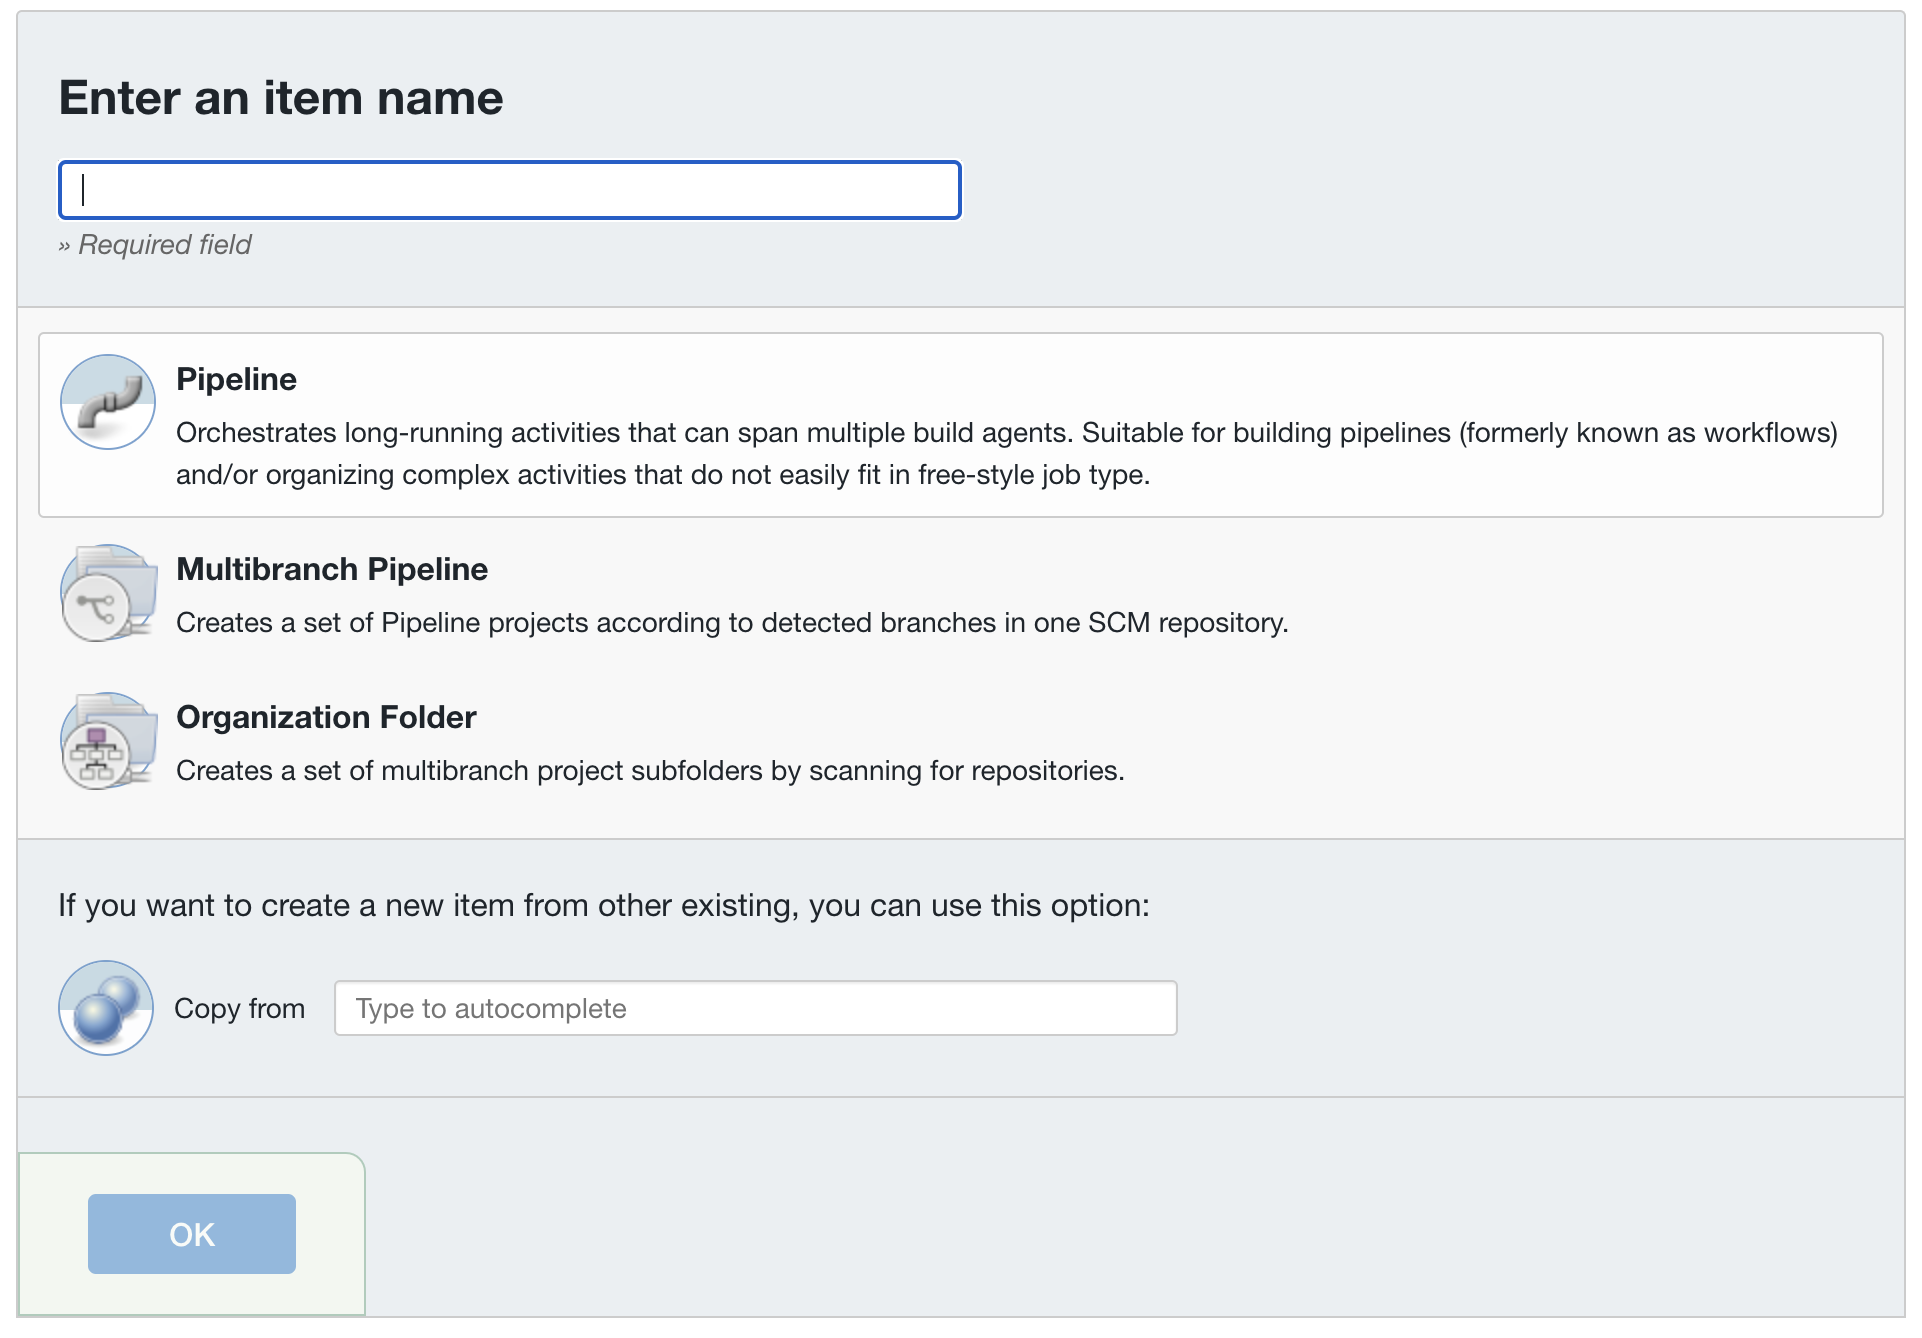 Enter an item name
» Required field
Pipeline
Orchestrates long-running activities that can span multiple build agents. Suitable for building pipelines (formerly known as workflows)
and/or organizing complex activities that do not easily fit in free-style job type.
Multibranch Pipeline
Creates a set of Pipeline projects according to detected branches in one SCM repository.
Organization Folder
Creates a set of multibranch project subfolders by scanning for repositories.
If you want to create a new item from other existing, you can use this option:
Copy from Type to autocomplete
OK